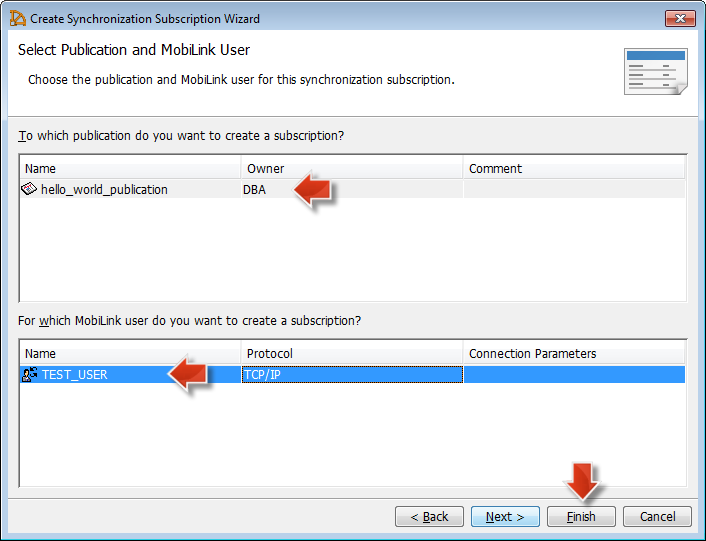 Create Synchronization Subscription Wizard
Select Publication and MobiLink User
Choose the publication and MobiLink user for this synchronization subscription.
To which publication do you want to create a subscription?
Name Owner Comment
hello_world_publication DBA
For which MobiLink user do you want to create a subscription?
Name Protocol Connection Parameters
TEST_USER TCP/IP
< Back Next > Finish Cancel